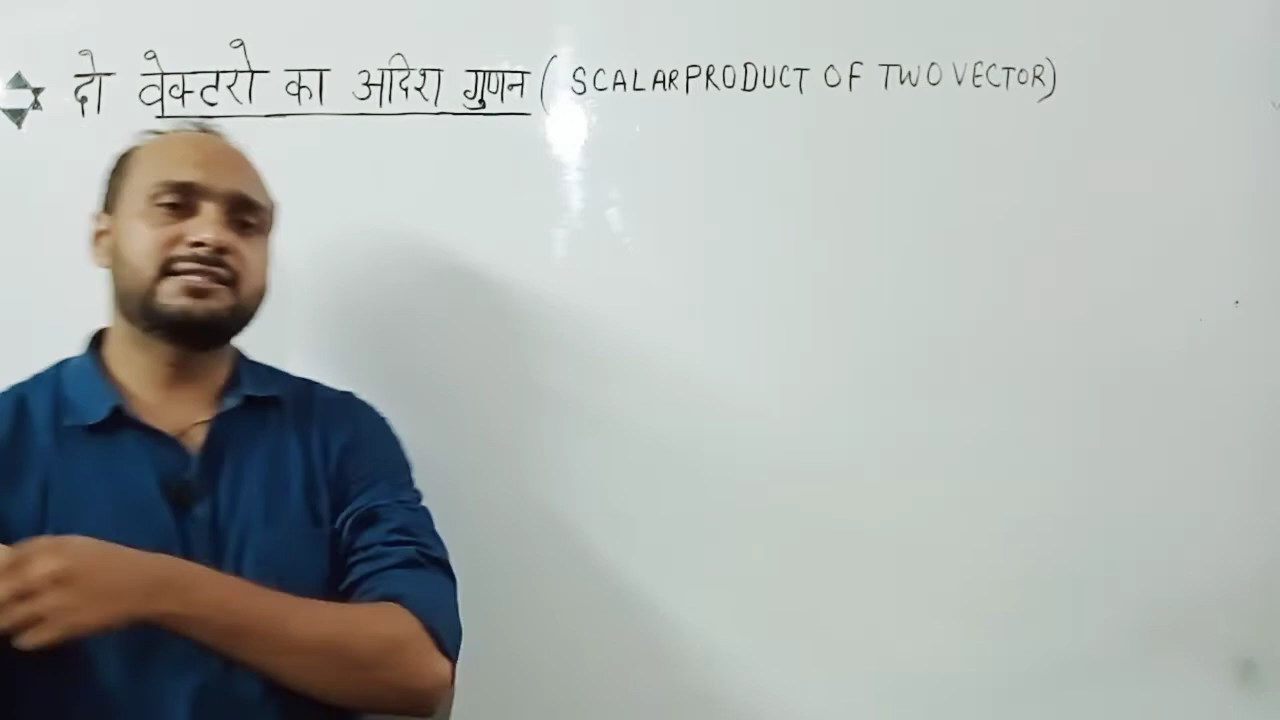 दो वेक्टरो का अदिश गुणन ( SCALAR PRODUCT OF TWO VECTOR)